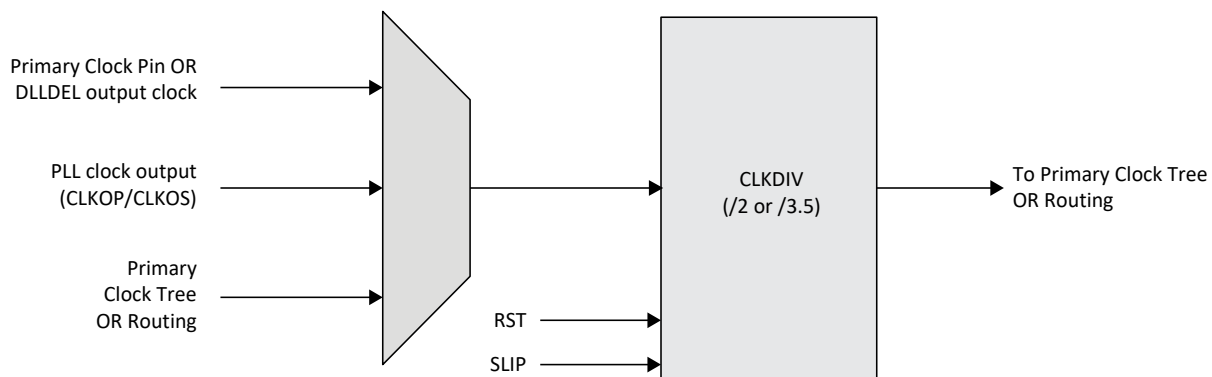 Primary Clock Pin OR
DLLDEL output clock
PLL clock output
(CLKOP/CLKOS)
Primary
Clock Tree
OR Routing
CLKDIV
(/2 or /3.5)
RST
SLIP
To Primary Clock Tree
OR Routing